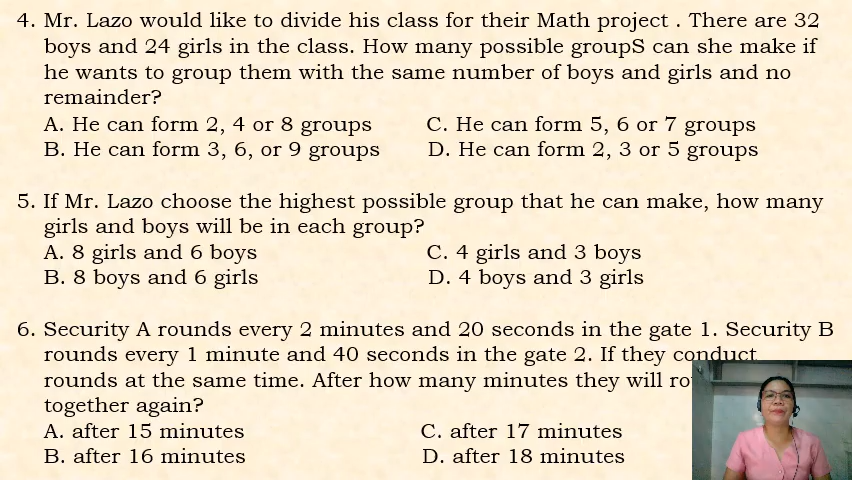 4. Mr. Lazo would like to divide his class for their Math project . There are 32
boys and 24 girls in the class. How many possible groupS can she make if
he wants to group them with the same number of boys and girls and no
remainder?
A. He can form 2, 4 or 8 groups C. He can form 5, 6 or 7 groups
B. He can form 3, 6, or 9 groups D. He can form 2, 3 or 5 groups
5. If Mr. Lazo choose the highest possible group that he can make, how many
girls and boys will be in each group?
A. 8 girls and 6 boys C. 4 girls and 3 boys
B. 8 boys and 6 girls D. 4 boys and 3 girls
6. Security A rounds every 2 minutes and 20 seconds in the gate 1. Security B
rounds every 1 minute and 40 seconds in the gate 2. If they conduct
rounds at the same time. After how many minutes they will
together again?
A. after 15 minutes C. after 17 minutes
B. after 16 minutes D. after 18 minutes